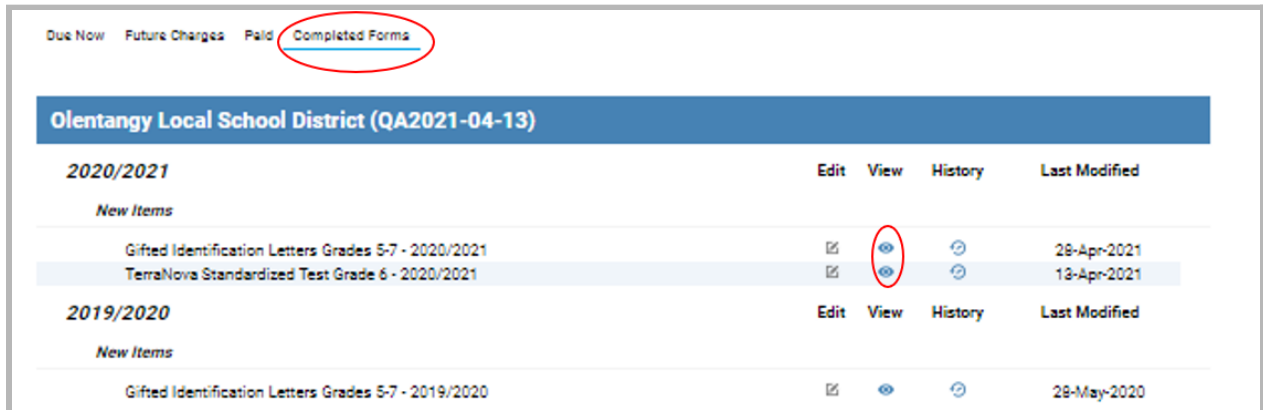 Due Now Future Charges Paid Completed Forms
Olentangy Local School District (QA2021-04-13)
2020/2021 Edit View History Last Modified
New Items
Gifted Identification Letters Grades 5-7 - 2020/2021 28-Apr-2021
TerraNova Standardized Test Grade 6 - 2020/2021 13-Apr-2021
2019/2020 Edit View History Last Modified
New Items
Gifted Identification Letters Grades 5-7 - 2019/2020 28-May-2020